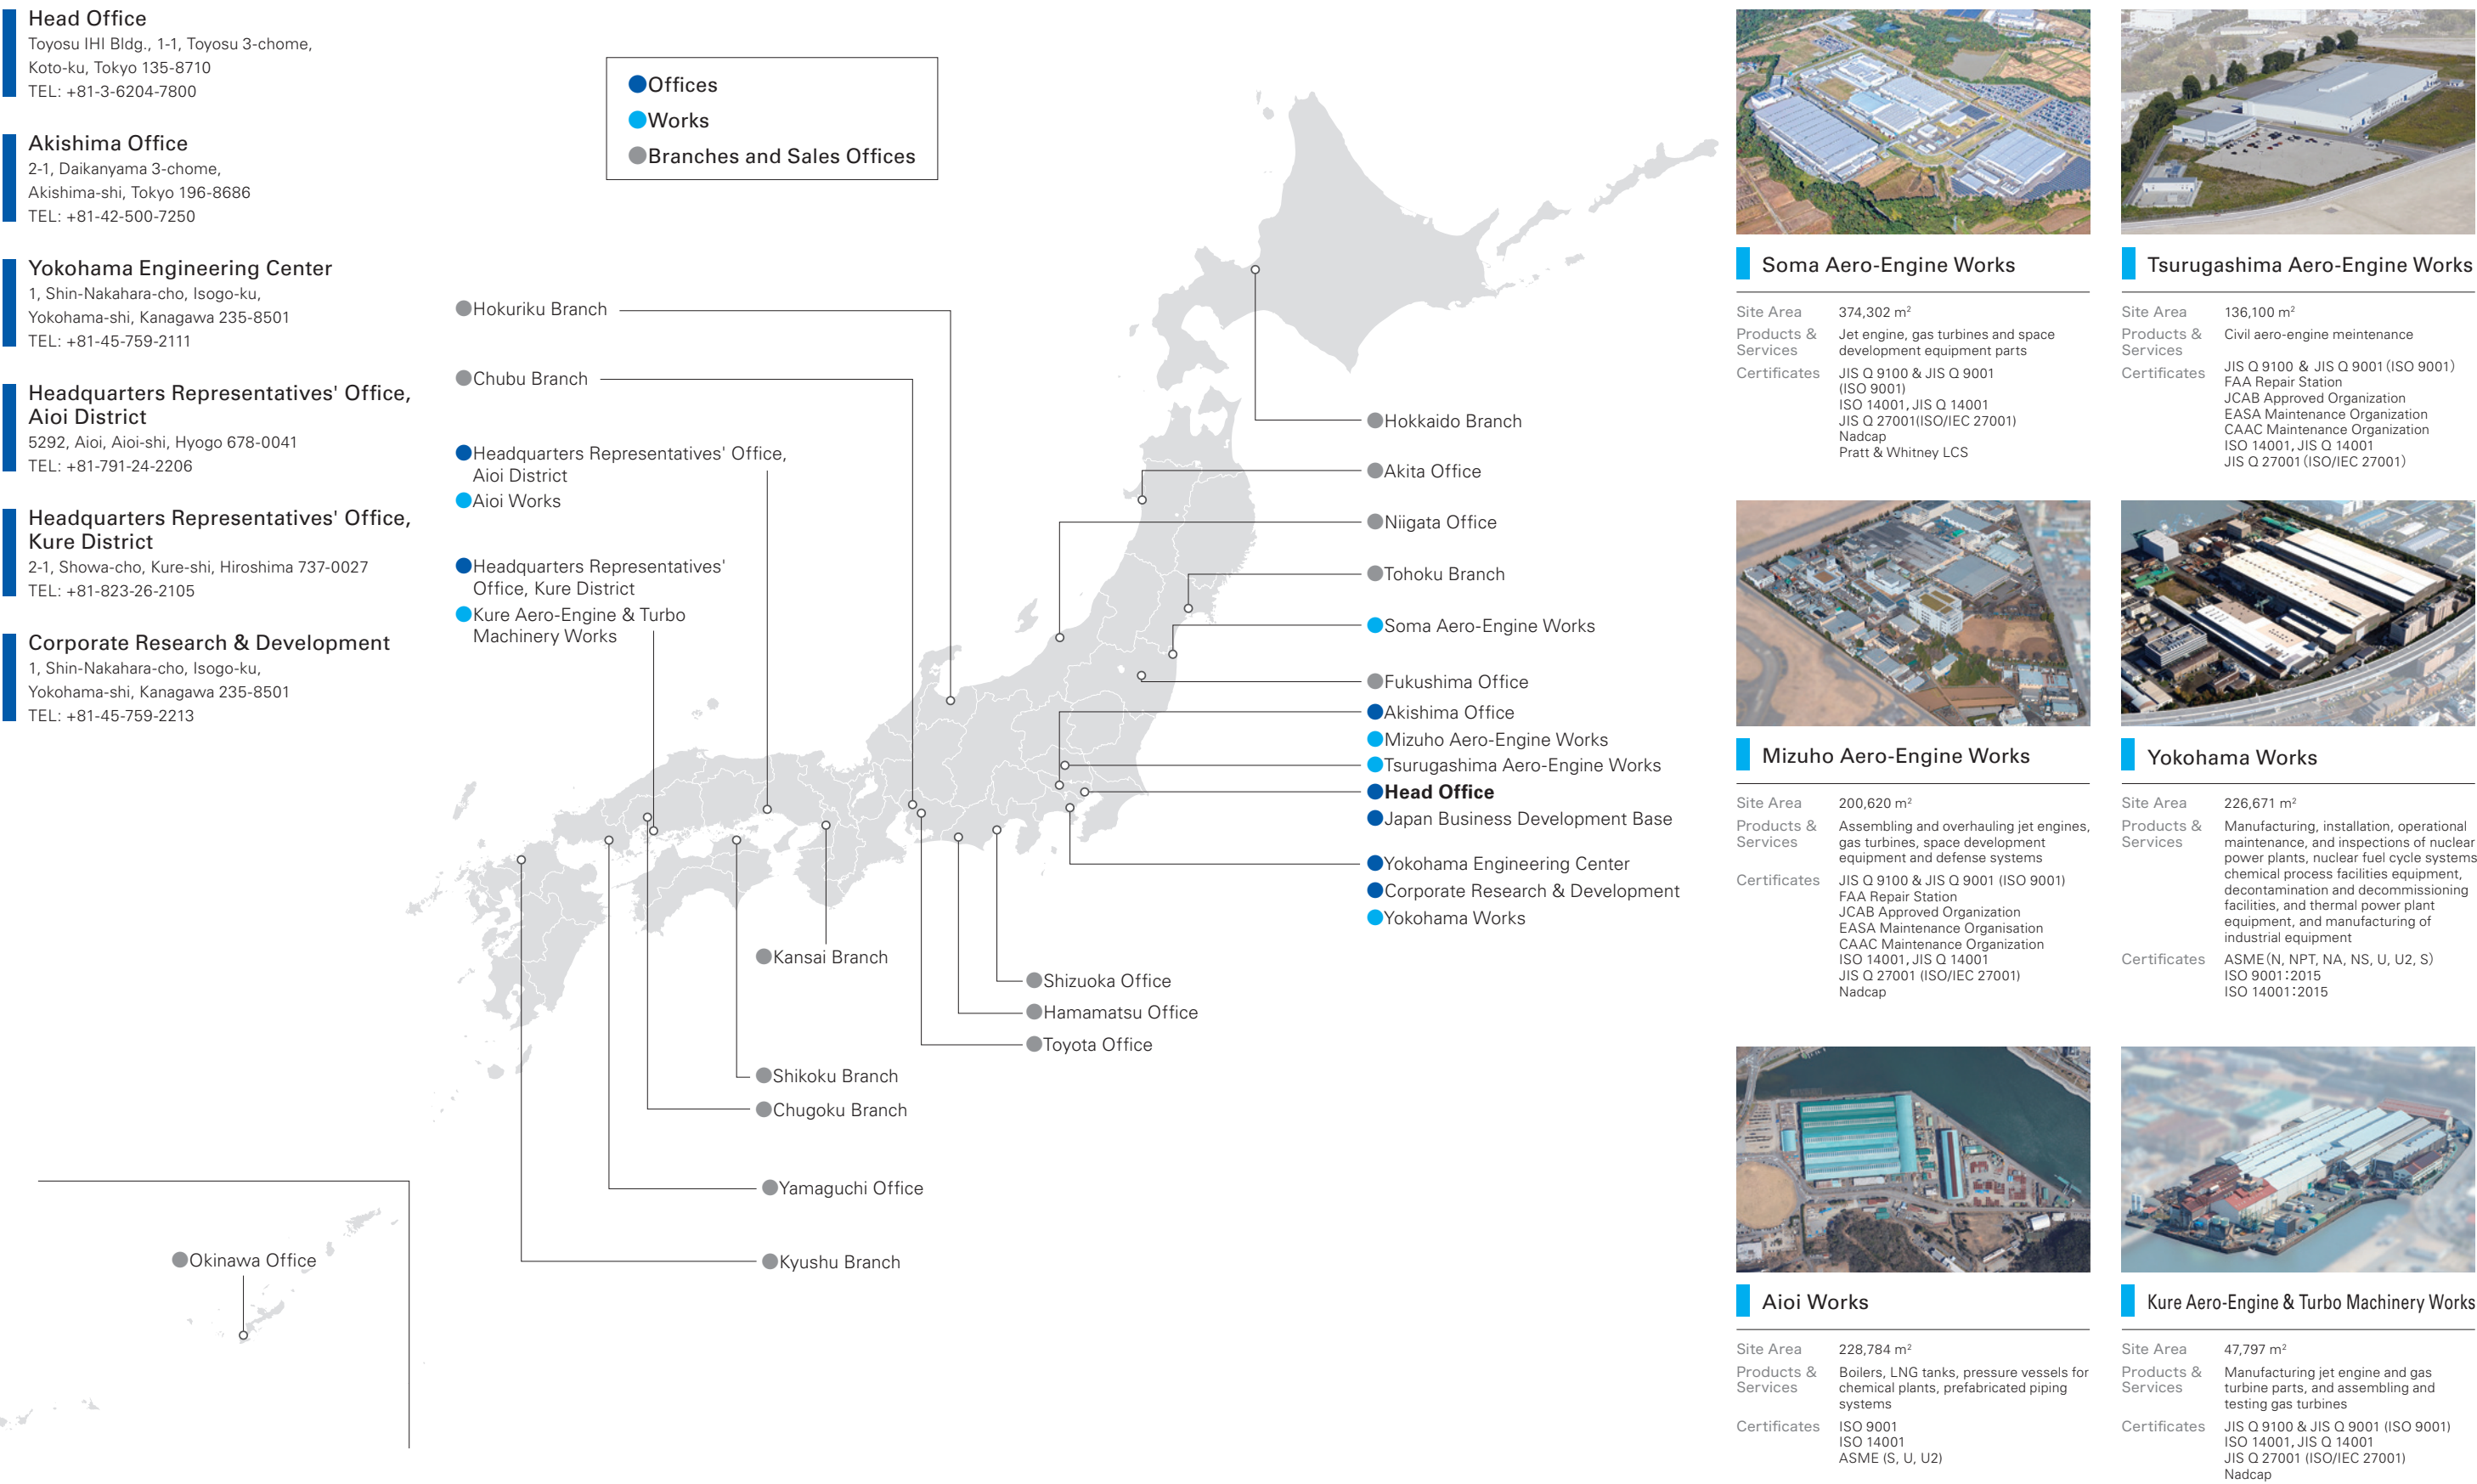 Head Office
Toyosu IHI Bldg., 1-1, Toyosu 3-chome,
Koto-ku, Tokyo 135-8710
TEL: +81-3-6204-7800
Akishima Office
2-1, Daikanyama 3-chome,
Akishima-shi, Tokyo 196-8686
TEL: +81-42-500-7250
Yokohama Engineering Center
1, Shin-Nakahara-cho, Isogo-ku,
Yokohama-shi, Kanagawa 235-8501
TEL: +81-45-759-2111
Headquarters Representatives' Office,
Aioi District
5292, Aioi, Aioi-shi, Hyogo 678-0041
TEL: +81-791-24-2206
Headquarters Representatives' Office,
Kure District
2-1, Showa-cho, Kure-shi, Hiroshima 737-0027
TEL: +81-823-26-2105
Corporate Research & Development
1, Shin-Nakahara-cho, Isogo-ku,
Yokohama-shi, Kanagawa 235-8501
TEL: +81-45-759-2213
Offices
Works
Branches and Sales Offices
Hokuriku Branch
Chubu Branch
Headquarters Representatives' Office,
Aioi District
Aioi Works
Headquarters Representatives'
Office, Kure District
Kure Aero-Engine & Turbo
Machinery Works
Hokkaido Branch
Akita Office
Niigata Office
Tohoku Branch
Soma Aero-Engine Works
Fukushima Office
Akishima Office
Mizuho Aero-Engine Works
Tsurugashima Aero-Engine Works
Head Office
Japan Business Development Base
Yokohama Engineering Center
Corporate Research & Development
Yokohama Works
Kansai Branch
Shizuoka Office
Hamamatsu Office
Toyota Office
Shikoku Branch
Chugoku Branch
Yamaguchi Office
Kyushu Branch
Okinawa Office
Soma Aero-Engine Works
Site Area 374,302 m²
Products & Services
Jet engine, gas turbines and space
development equipment parts
Certificates JIS Q 9100 & JIS Q 9001
(ISO 9001)
ISO 14001, JIS Q 14001
JIS Q 27001(ISO/IEC 27001)
Nadcap
Pratt & Whitney LCS
Tsurugashima Aero-Engine Works
Site Area 136,100 m²
Products & Services
Civil aero-engine meintenance
Certificates JIS Q 9100 & JIS Q 9001 (ISO 9001)
FAA Repair Station
JCAB Approved Organization
EASA Maintenance Organization
CAAC Maintenance Organization
ISO 14001, JIS Q 14001
JIS Q 27001 (ISO/IEC 27001)
Mizuho Aero-Engine Works
Site Area 200,620 m²
Products & Services
Assembling and overhauling jet engines,
gas turbines, space development
equipment and defense systems
Certificates JIS Q 9100 & JIS Q 9001 (ISO 9001)
FAA Repair Station
JCAB Approved Organization
EASA Maintenance Organisation
CAAC Maintenance Organization
ISO 14001, JIS Q 14001
JIS Q 27001 (ISO/IEC 27001)
Nadcap
Yokohama Works
Site Area 226,671 m²
Products & Services
Manufacturing, installation, operational
maintenance, and inspections of nuclear
power plants, nuclear fuel cycle systems
chemical process facilities equipment,
decontamination and decommissioning
facilities, and thermal power plant
equipment, and manufacturing of
industrial equipment
Certificates ASME (N, NPT, NA, NS, U, U2, S)
ISO 9001:2015
ISO 14001:2015
Aioi Works
Site Area 228,784 m²
Products & Services
Boilers, LNG tanks, pressure vessels for
chemical plants, prefabricated piping
systems
Certificates ISO 9001
ISO 14001
ASME (S, U, U2)
Kure Aero-Engine & Turbo Machinery Works
Site Area 47,797 m²
Products & Services
Manufacturing jet engine and gas
turbine parts, and assembling and
testing gas turbines
Certificates JIS Q 9100 & JIS Q 9001 (ISO 9001)
ISO 14001, JIS Q 14001
JIS Q 27001 (ISO/IEC 27001)
Nadcap